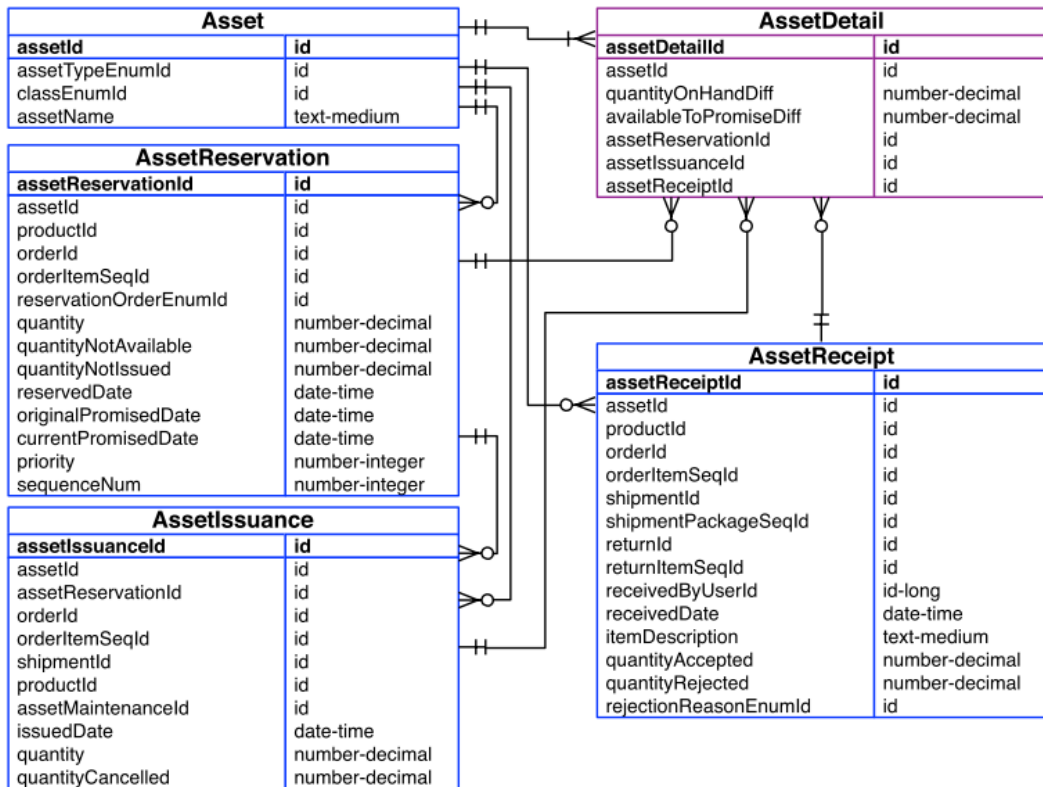 Asset
assetId id
assetTypeEnumId id
classEnumId id
assetName text-medium
AssetReservation
assetReservationId id
assetId id
productId id
orderId id
orderItemSeqId id
reservationOrderEnumId id
quantity number-decimal
quantityNotAvailable number-decimal
quantityNotIssued number-decimal
reservedDate date-time
originalPromisedDate date-time
currentPromisedDate date-time
priority number-integer
sequenceNum number-integer
AssetIssuance
assetIssuanceId id
assetId id
assetReservationId id
orderId id
orderItemSeqId id
shipmentId id
productId id
assetMaintenanceId id
issuedDate date-time
quantity number-decimal
quantityCancelled number-decimal
AssetDetail
assetDetailId id
assetId id
quantityOnHandDiff number-decimal
availableToPromiseDiff number-decimal
assetReservationId id
assetIssuanceId id
assetReceiptId id
AssetReceipt
assetReceiptId id
assetId id
productId id
orderId id
orderItemSeqId id
shipmentId id
shipmentPackageSeqId id
returnId id
returnItemSeqId id
receivedByUserId id-long
receivedDate date-time
itemDescription text-medium
quantityAccepted number-decimal
quantityRejected number-decimal
rejectionReasonEnumId id